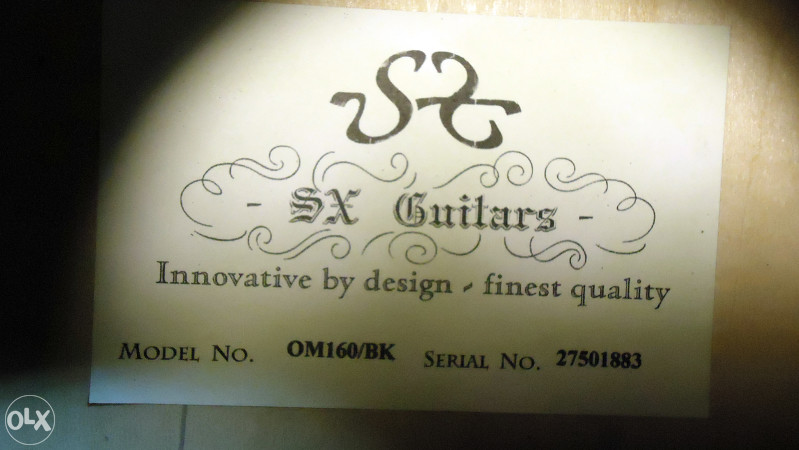 SX
- SX Guitars -
Innovative by design - finest quality
MODEL NO. OM160/BK SERIAL NO. 27501883
OLX